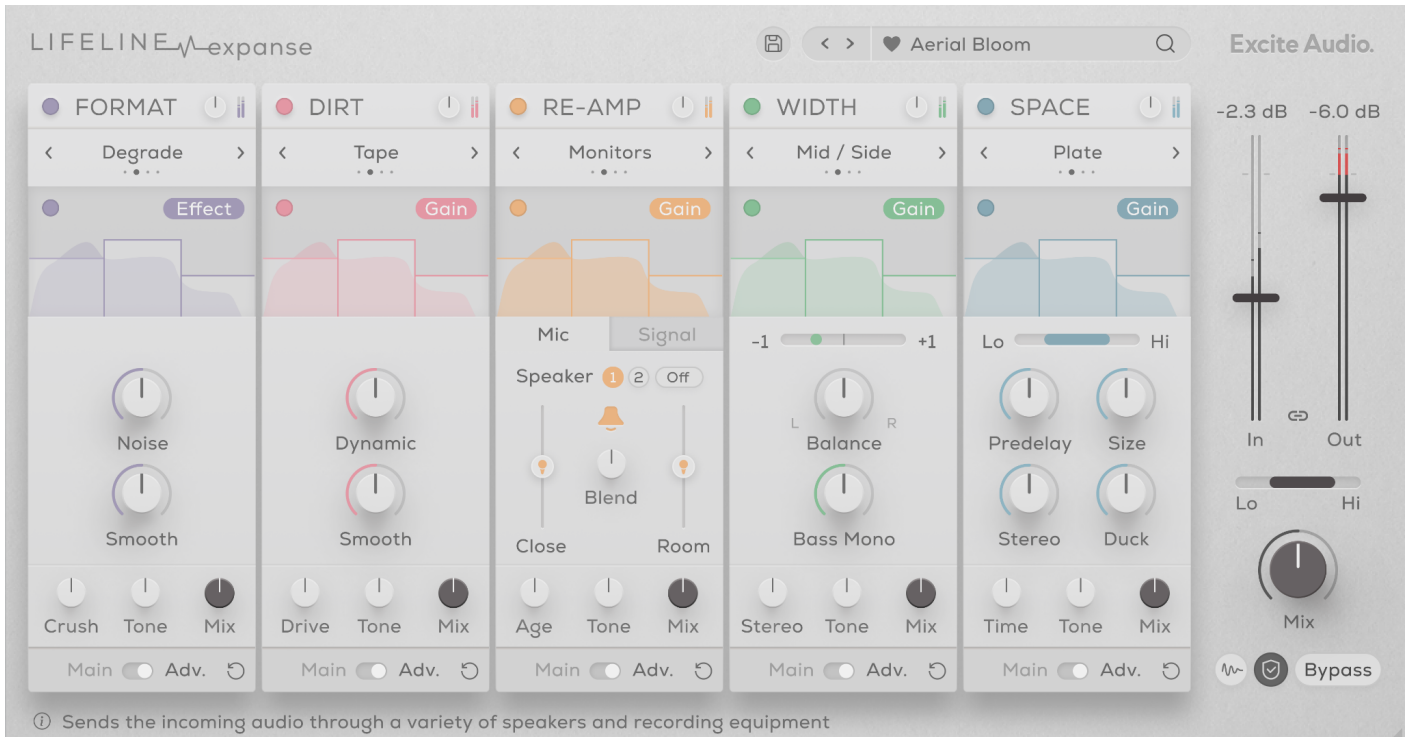 LIFELINE expanse
Aerial Bloom
Excite Audio.
FORMAT
DIRT
RE-AMP
WIDTH
SPACE
-2.3 dB
-6.0 dB
Degrade
Tape
Monitors
Mid / Side
Plate
Effect
Gain
Gain
Gain
Gain
Mic
Signal
-1
+1
Lo
Hi
Speaker 1 2 Off
Noise
Dynamic
L
R
Balance
Predelay
Size
In
Out
Blend
Lo
Hi
Smooth
Smooth
Close
Room
Bass Mono
Stereo
Duck
Crush
Tone
Mix
Drive
Tone
Mix
Age
Tone
Mix
Stereo
Tone
Mix
Time
Tone
Mix
Mix
Main
Adv.
Main
Adv.
Main
Adv.
Main
Adv.
Main
Adv.
Bypass
Sends the incoming audio through a variety of speakers and recording equipment